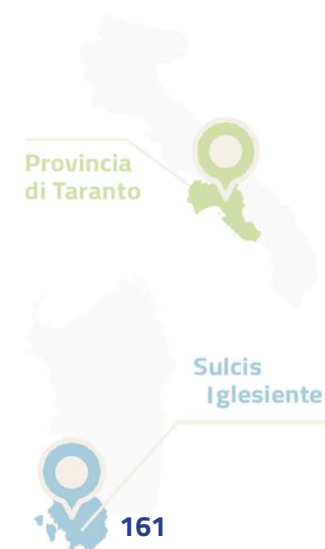 Provincia
di Taranto
Sulcis
Iglesiente
161